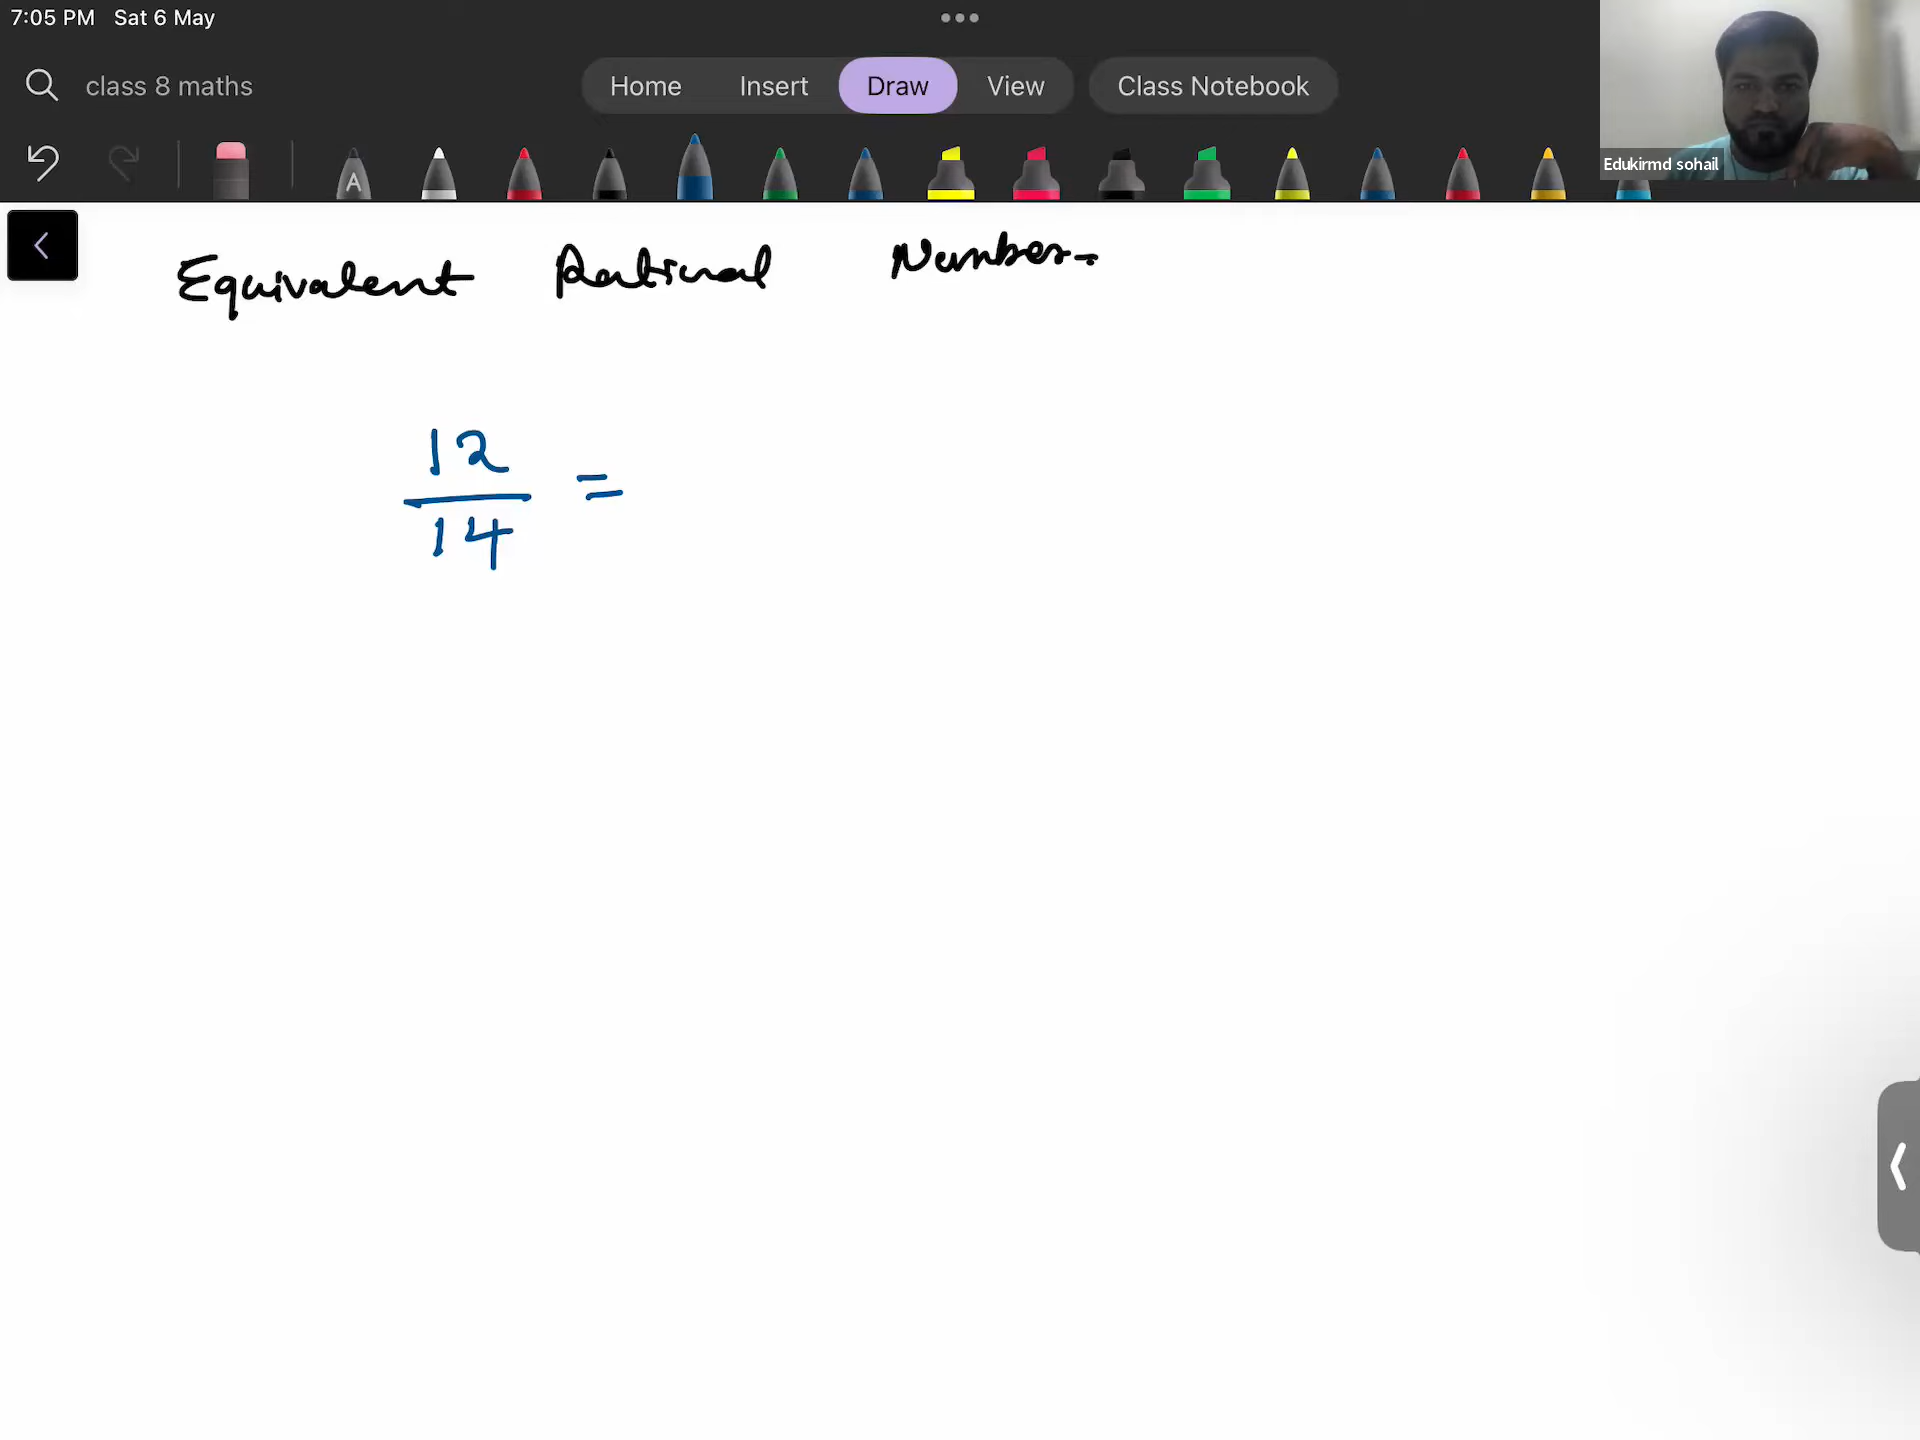 7:05 PM Sat 6 May
class 8 maths
Home Insert Draw View Class Notebook
A
Edukirmd sohail
Equivalent Rational Number-
12
14
=